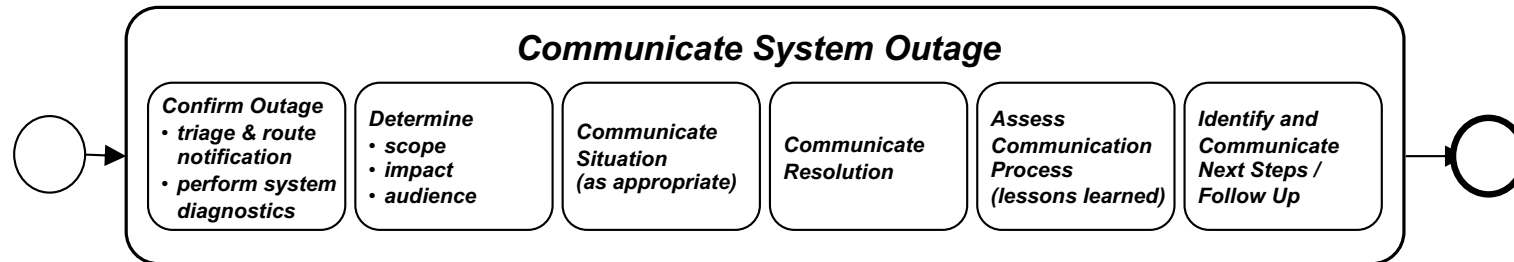 Communicate System Outage
Confirm Outage
• triage & route
notification
• perform system
diagnostics
Determine
• scope
• impact
• audience
Communicate
Situation
(as appropriate)
Communicate
Resolution
Assess
Communication
Process
(lessons learned)
Identify and
Communicate
Next Steps /
Follow Up